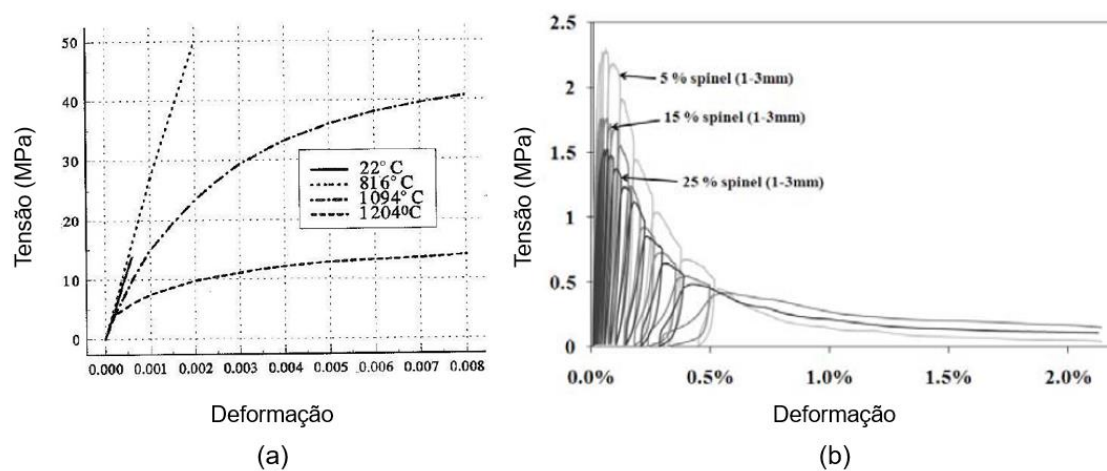 50
40
30
20
10
0
Tensão (MPa)
22° C
816° C
1094° C
1204°C
0.000 0.001 0.002 0.003 0.004 0.005 0.006 0.007 0.008
Deformação
(a)
2.5
2
1.5
1
0.5
0
Tensão (MPa)
5 % spinel (1-3mm)
15 % spinel (1-3mm)
25 % spinel (1-3mm)
0.0% 0.5% 1.0% 1.5% 2.0%
Deformação
(b)